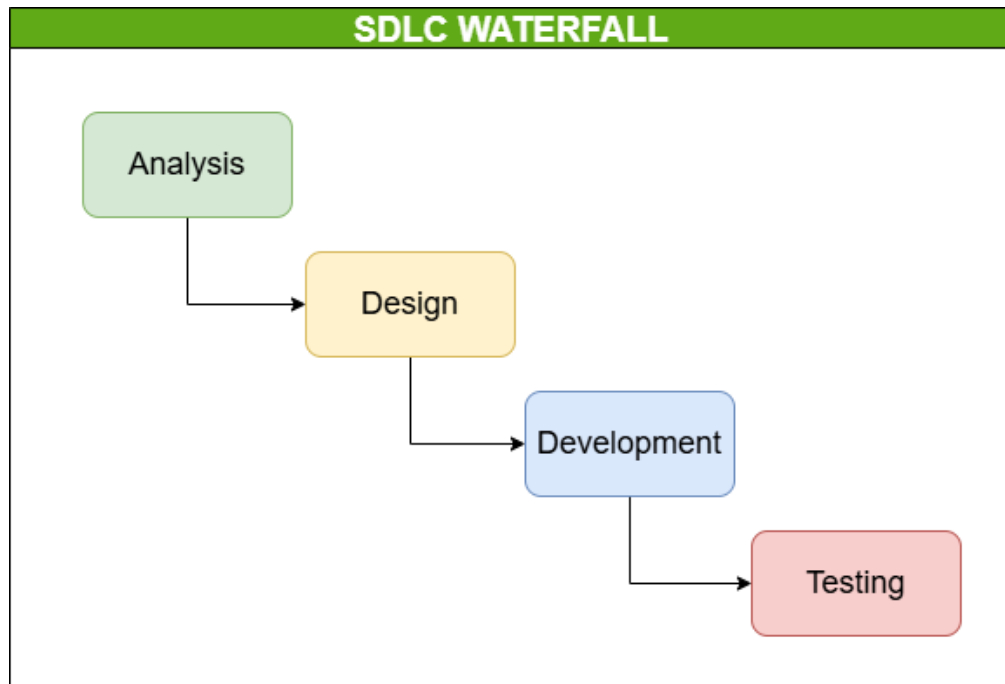 SDLC WATERFALL
Analysis
Design
Development
Testing